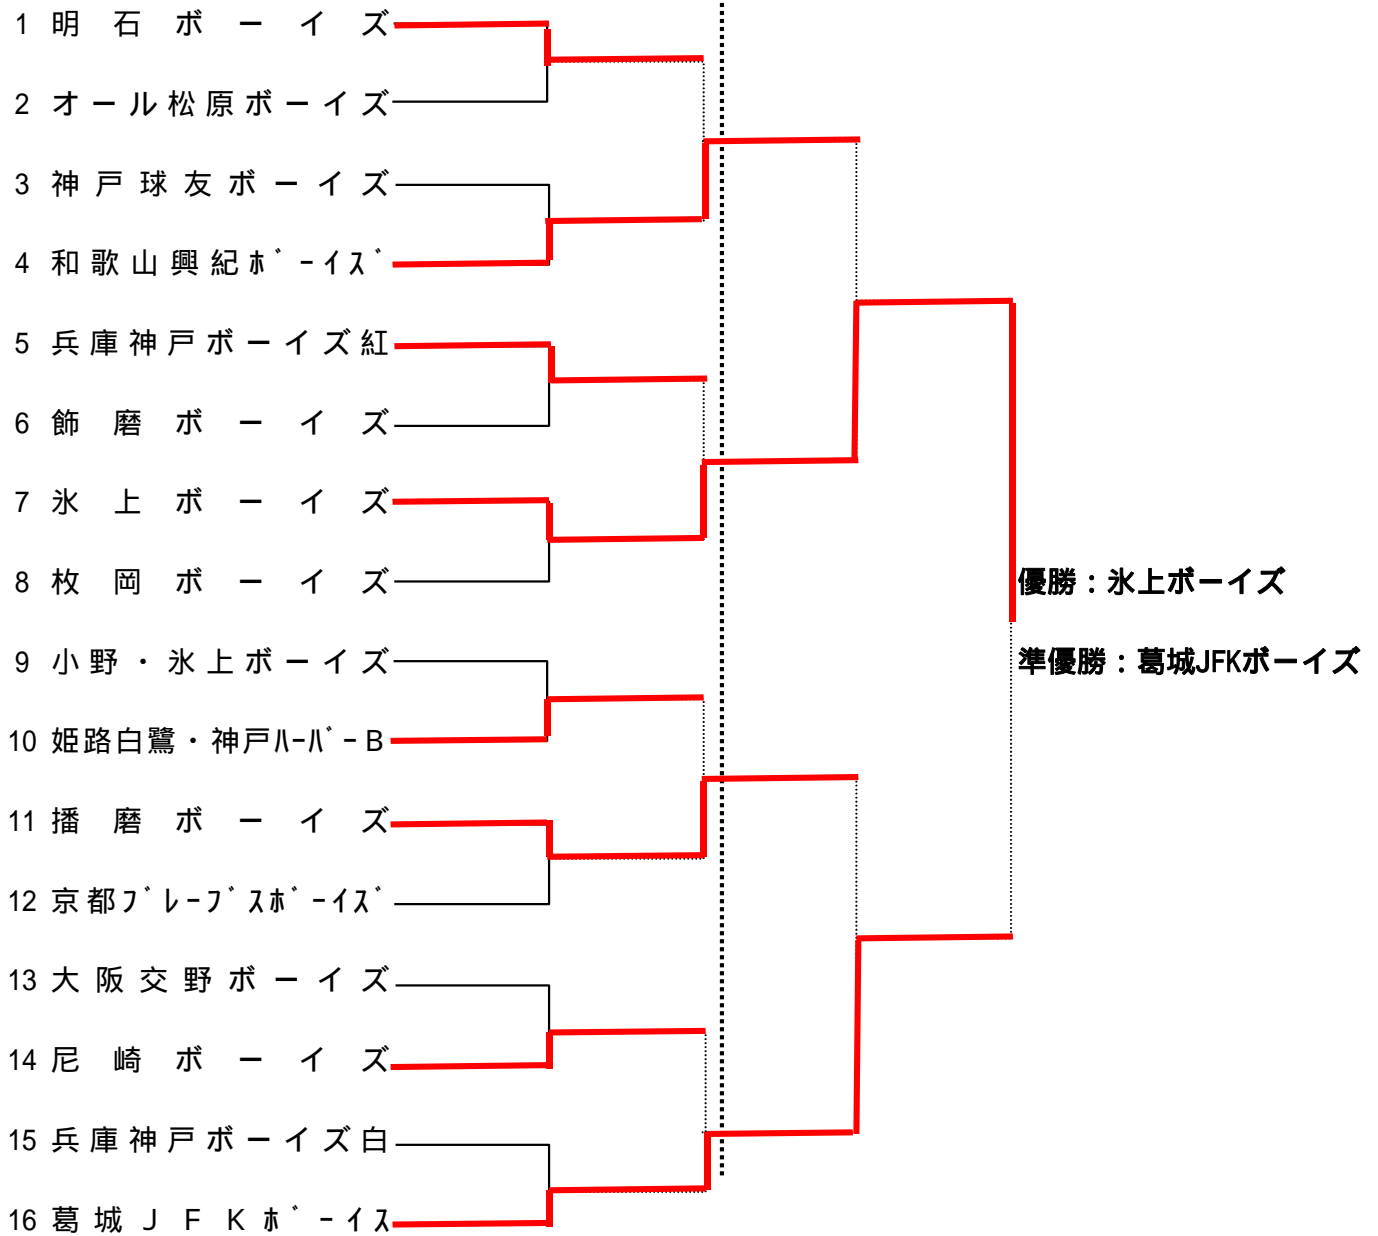 1 明石ボーイズ
2 オール松原ボーイズ
3 神戸球友ボーイズ
4 和歌山興紀ﾎﾞｰｲｽﾞ
5 兵庫神戸ボーイズ紅
6 飾磨ボーイズ
7 氷上ボーイズ
8 枚岡ボーイズ
優勝：氷上ボーイズ
9 小野・氷上ボーイズ
準優勝：葛城JFKボーイズ
10 姫路白鷺・神戸ﾊｰﾊﾞｰB
11 播磨ボーイズ
12 京都ﾌﾞﾚｰﾌﾞｽﾎﾞｰｲｽﾞ
13 大阪交野ボーイズ
14 尼崎ボーイズ
15 兵庫神戸ボーイズ白
16 葛城JFKﾎﾞｰｲｽ